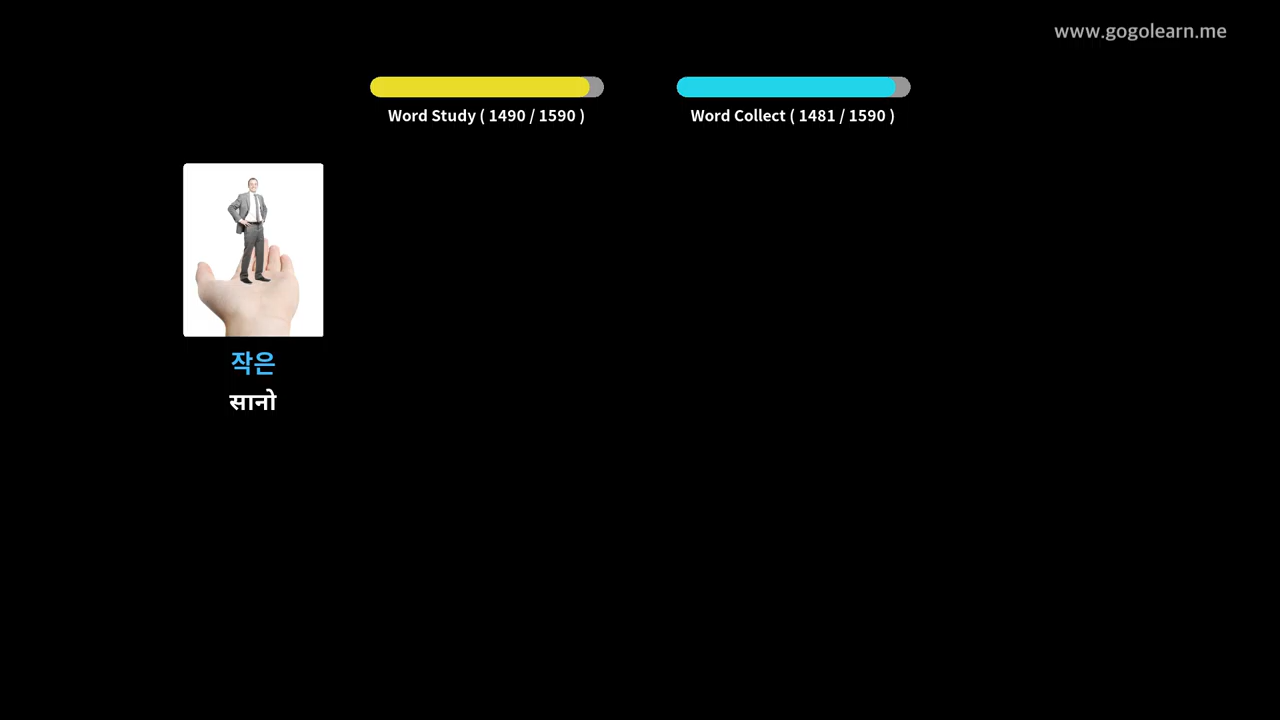 www.gogolearn.me
Word Study ( 1490 / 1590 )
Word Collect ( 1481 / 1590 )
작은
सानो